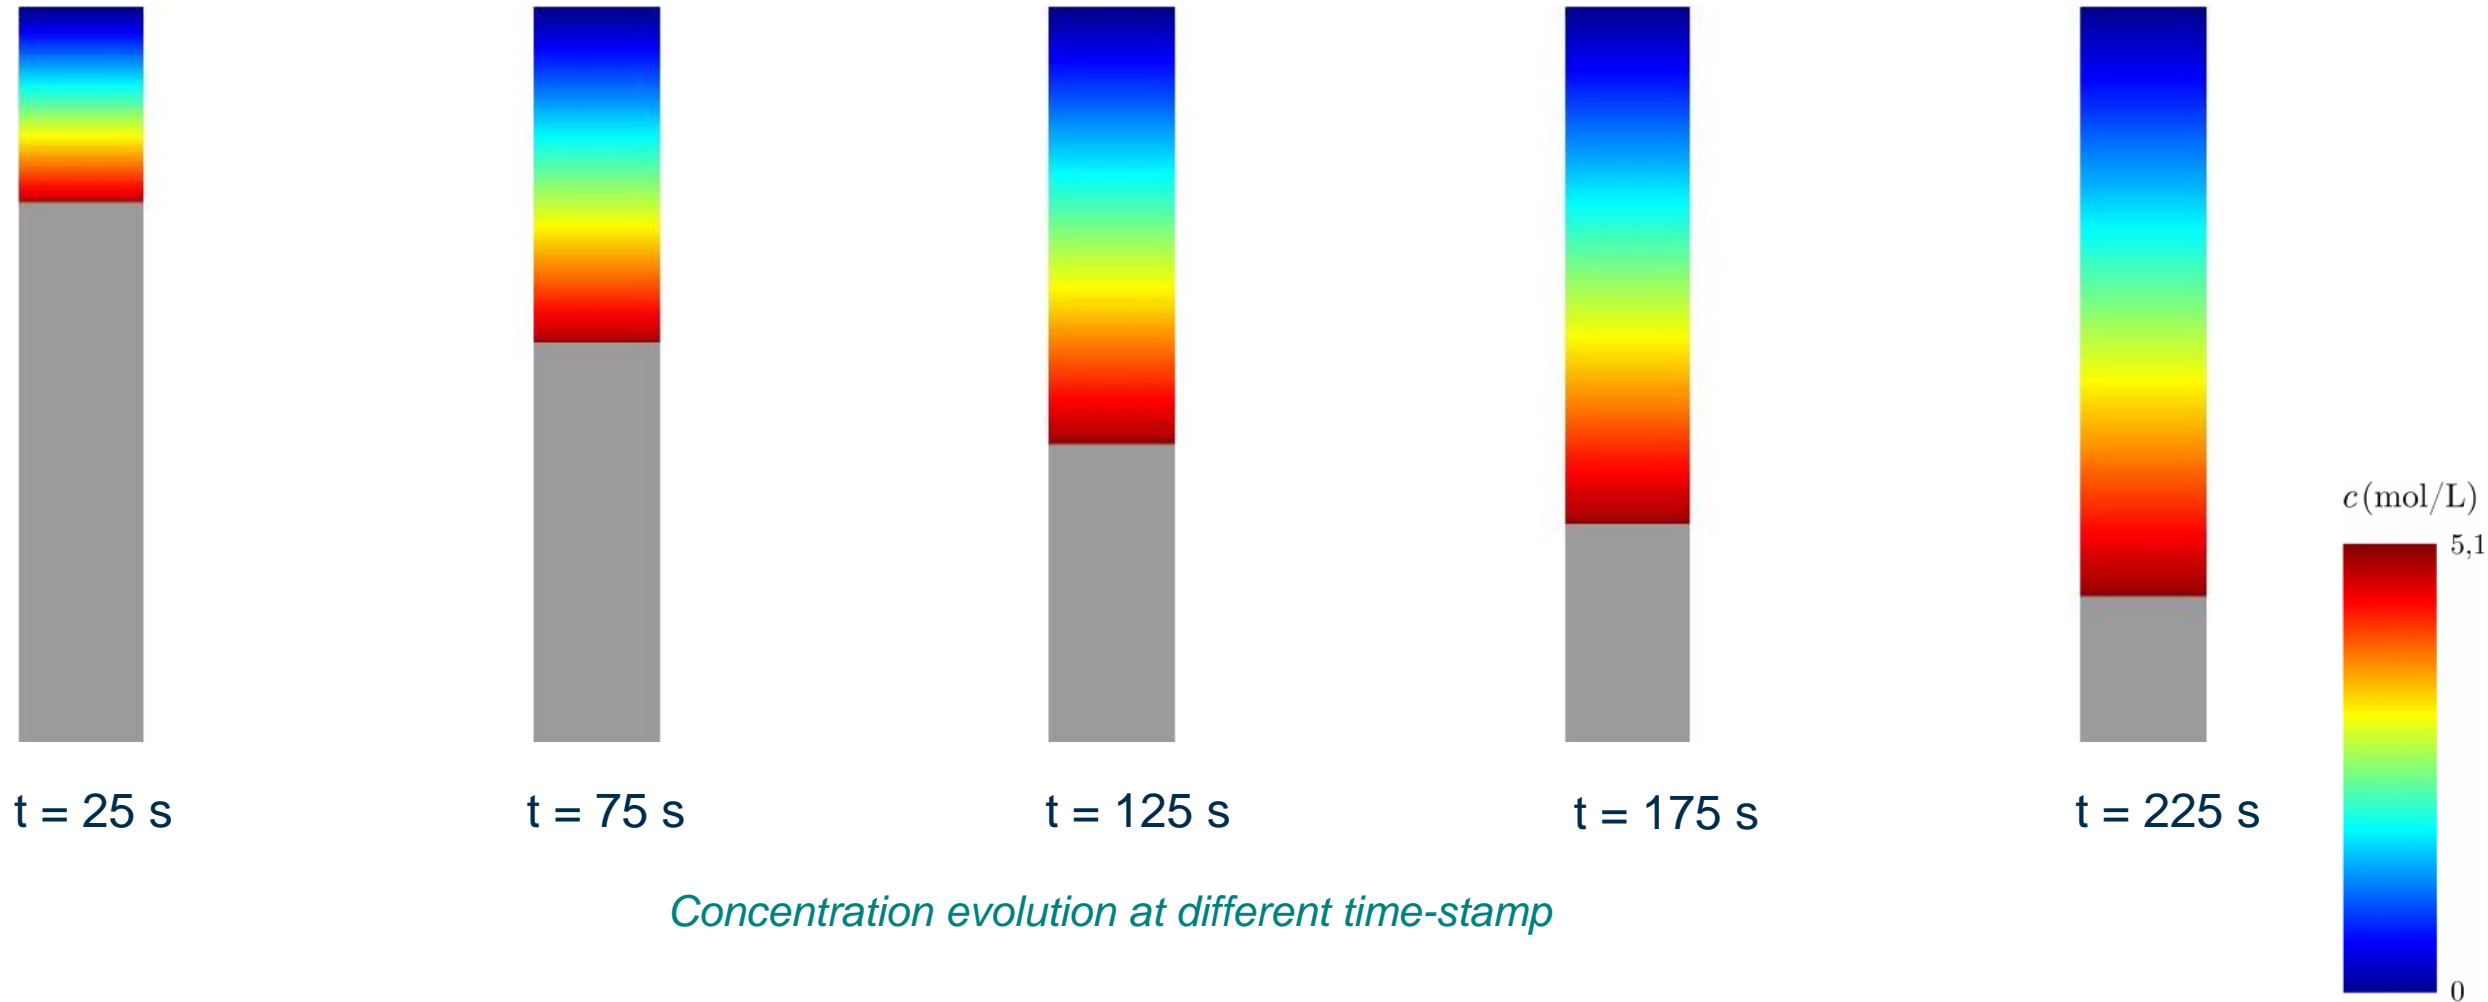 c (mol/L)
5,1
0
t = 25 s
t = 75 s
t = 125 s
t = 175 s
t = 225 s
Concentration evolution at different time-stamp